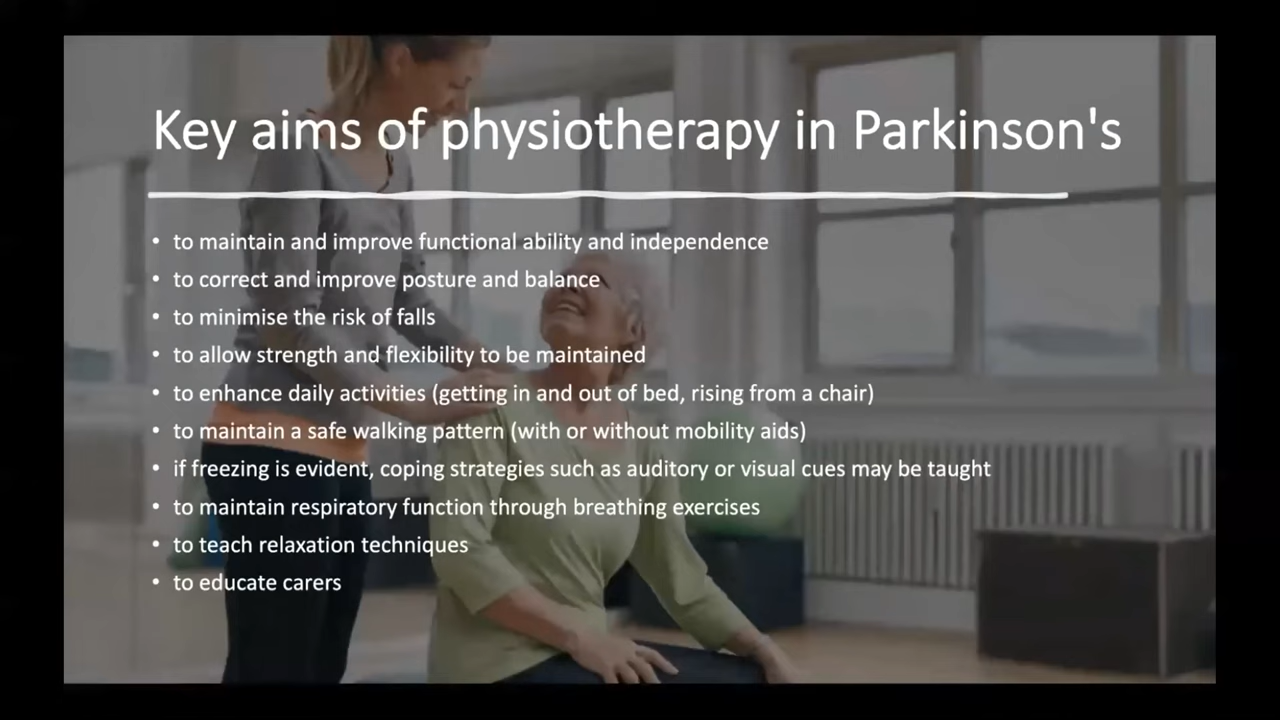 Key aims of physiotherapy in Parkinson's
• to maintain and improve functional ability and independence
• to correct and improve posture and balance
• to minimise the risk of falls
• to allow strength and flexibility to be maintained
• to enhance daily activities (getting in and out of bed, rising from a chair)
• to maintain a safe walking pattern (with or without mobility aids)
• if freezing is evident, coping strategies such as auditory or visual cues may be taught
• to maintain respiratory function through breathing exercises
• to teach relaxation techniques
• to educate carers